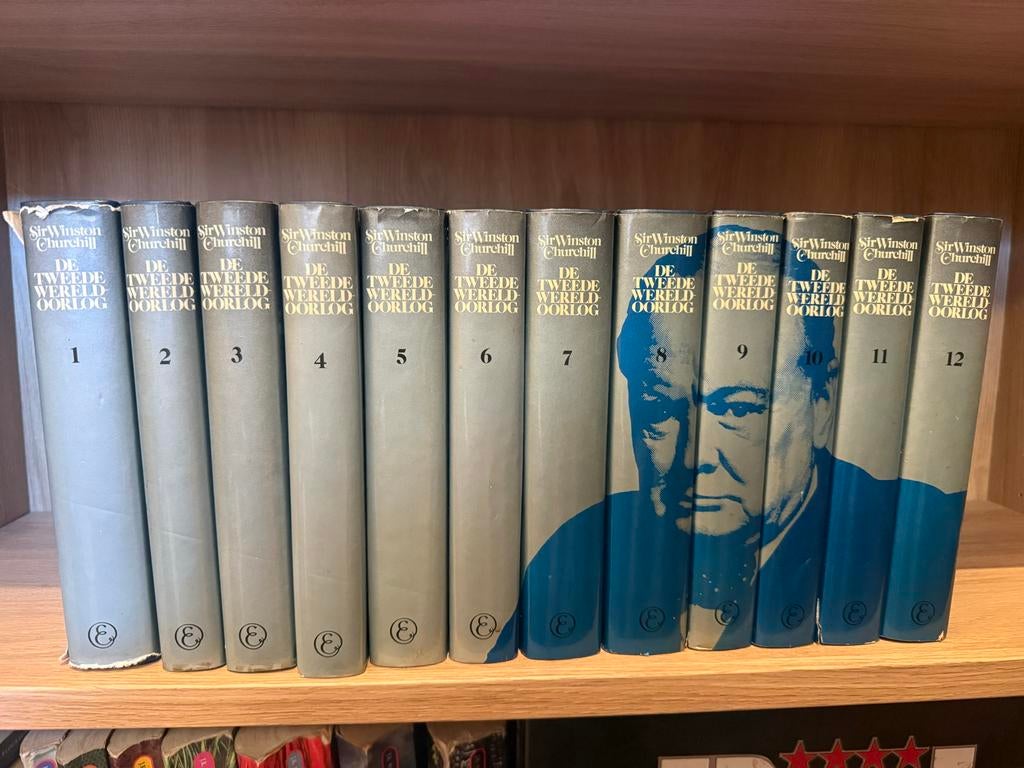 Sir Winston
Churchill
DE
TWEEDE
WERELD-
OORLOG
1
E
Sir Winston
Churchill
DE
TWEEDE
WERELD-
OORLOG
2
E
Sir Winston
Churchill
DE
TWEEDE
WERELD-
OORLOG
3
E
Sir Winston
Churchill
DE
TWEEDE
WERELD-
OORLOG
4
E
Sir Winston
Churchill
DE
TWEEDE
WERELD-
OORLOG
5
E
Sir Winston
Churchill
DE
TWEEDE
WERELD-
OORLOG
6
E
Sir Winston
Churchill
DE
TWEEDE
WERELD-
OORLOG
7
E
Sir Winston
Churchill
DE
TWEEDE
WERELD-
OORLOG
8
E
Sir Winston
Churchill
DE
TWEEDE
WERELD-
OORLOG
9
E
Sir Winston
Churchill
DE
TWEEDE
WERELD-
OORLOG
10
E
Sir Winston
Churchill
DE
TWEEDE
WERELD-
OORLOG
11
E
Sir Winston
Churchill
DE
TWEEDE
WERELD-
OORLOG
12
E